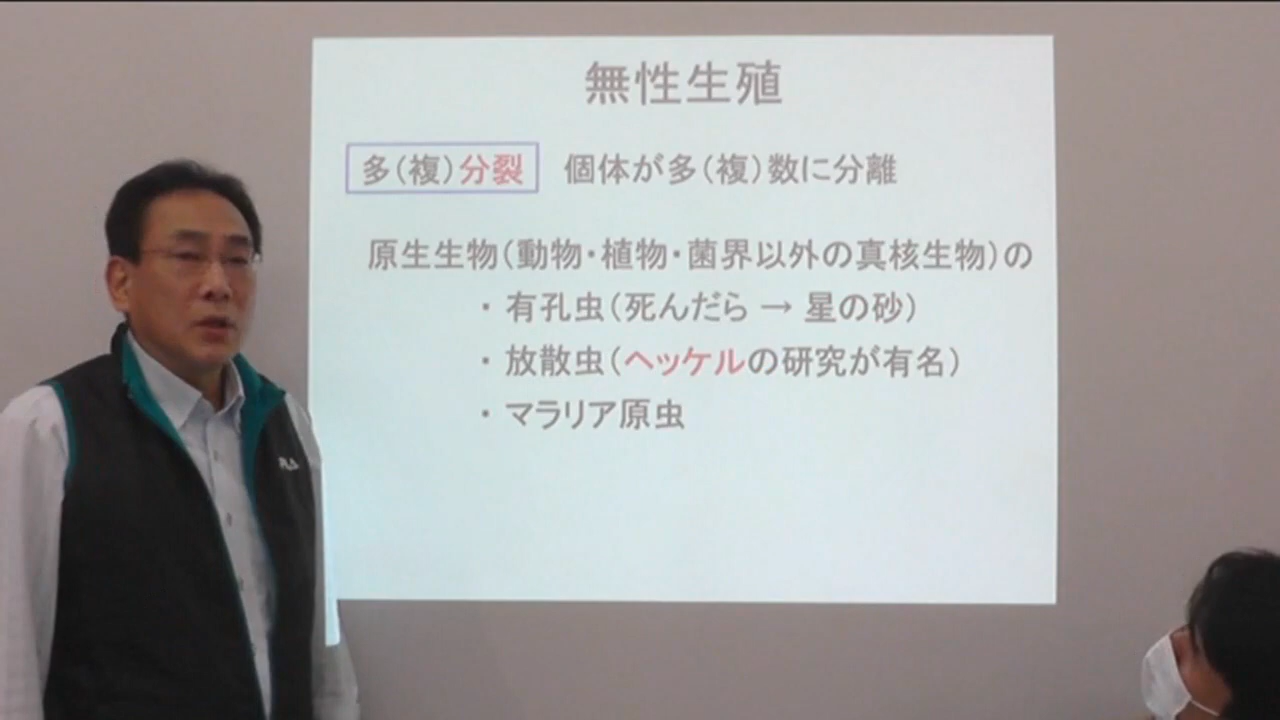 無性生殖
多(複)分裂 個体が多(複)数に分離
原生生物(動物・植物・菌界以外の真核生物)の
・ 有孔虫(死んだら → 星の砂)
・ 放散虫(ヘッケルの研究が有名)
・ マラリア原虫